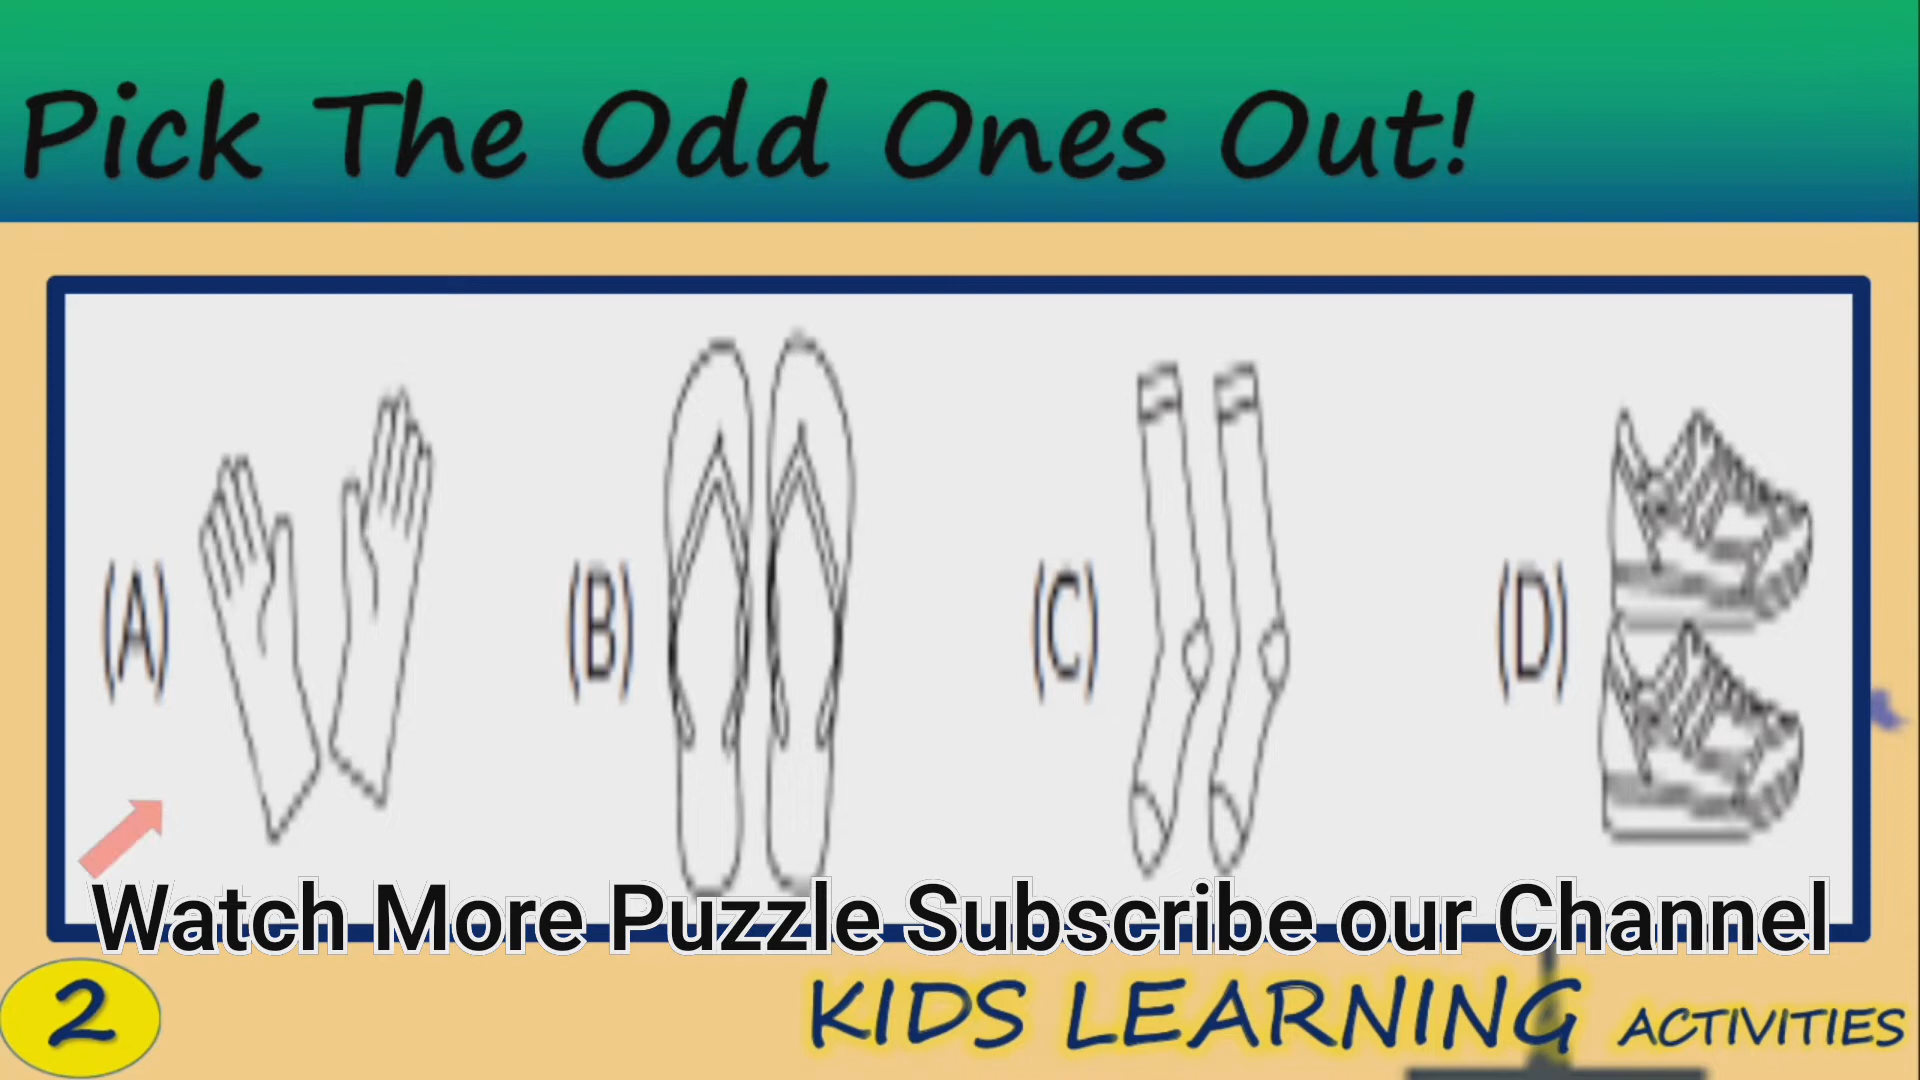 Pick The Odd Ones Out!
(A) (B) (C) (D)
Watch More Puzzle Subscribe our Channel
2 KIDS LEARNING ACTIVITIES